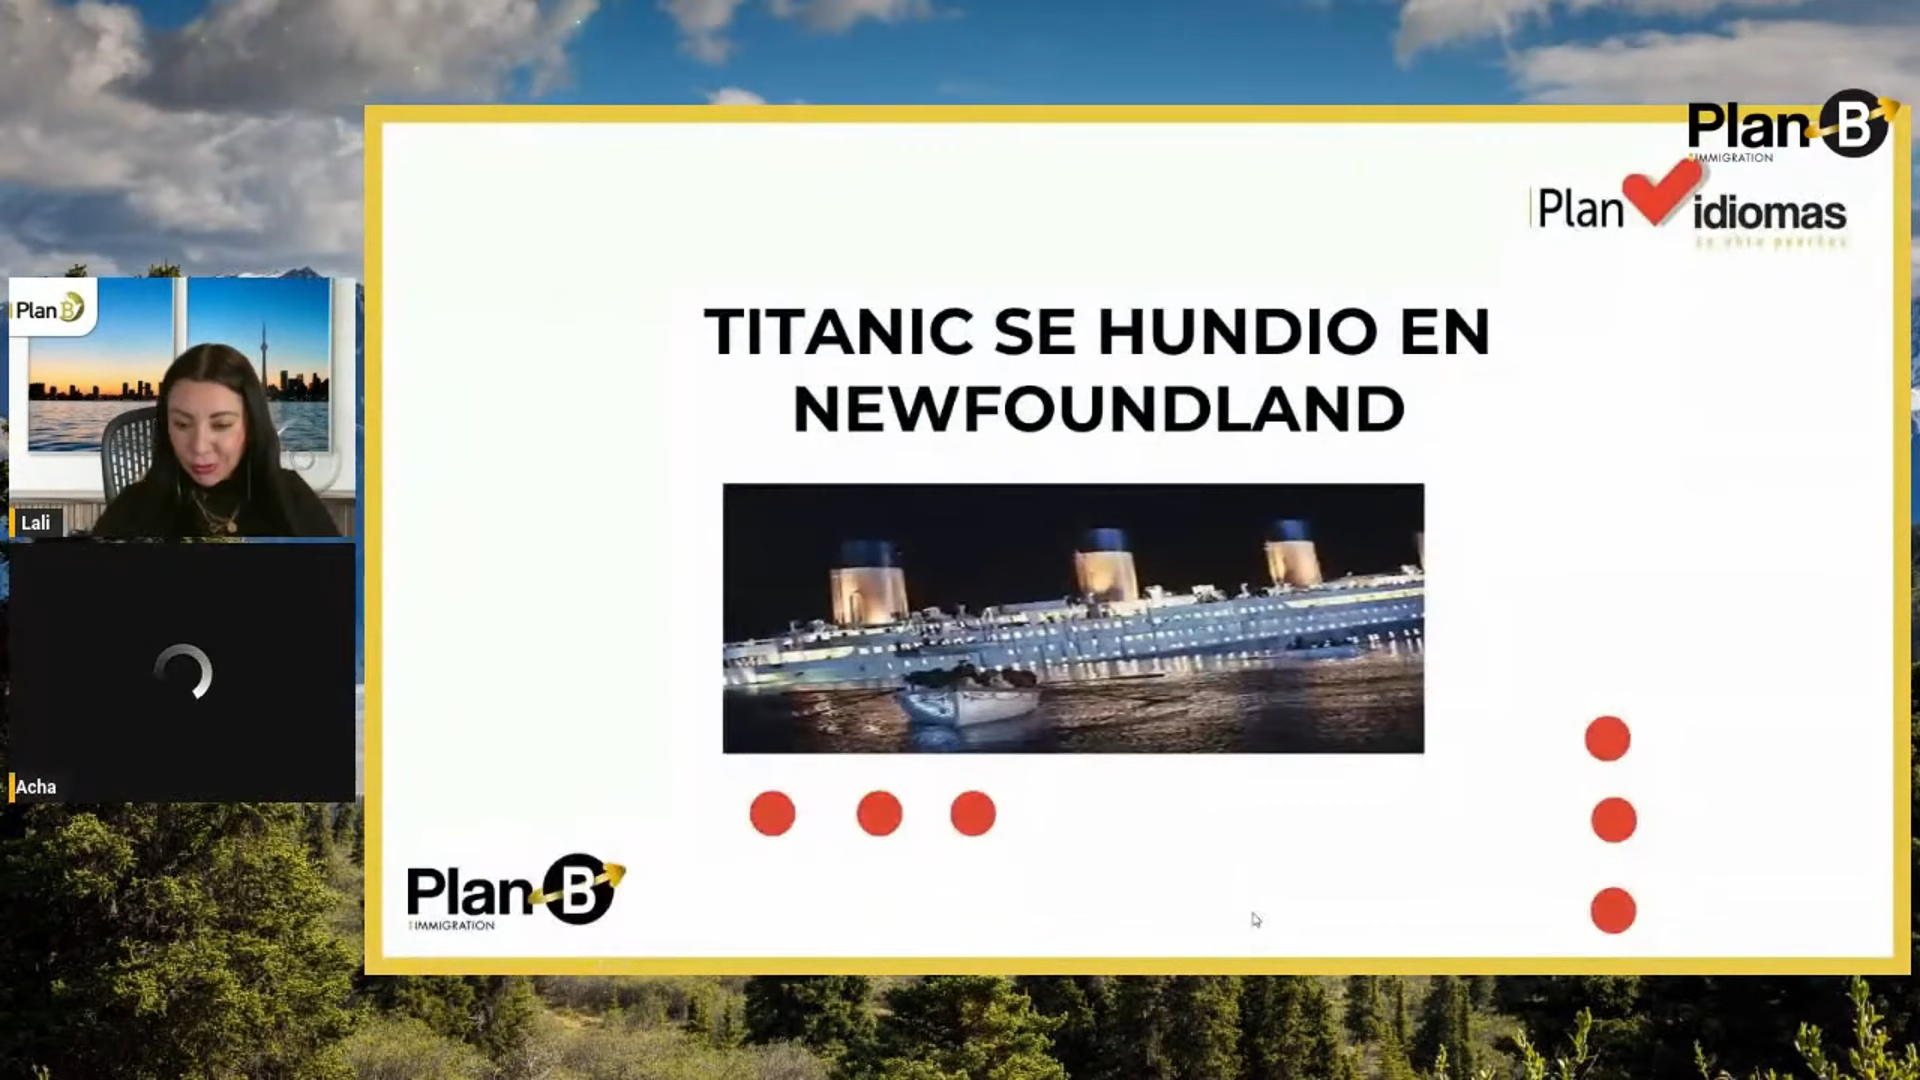 Plan B
IMMIGRATION
Plan idiomas
TITANIC SE HUNDIO EN
NEWFOUNDLAND
Plan B
Lali
Acha
Plan B
IMMIGRATION